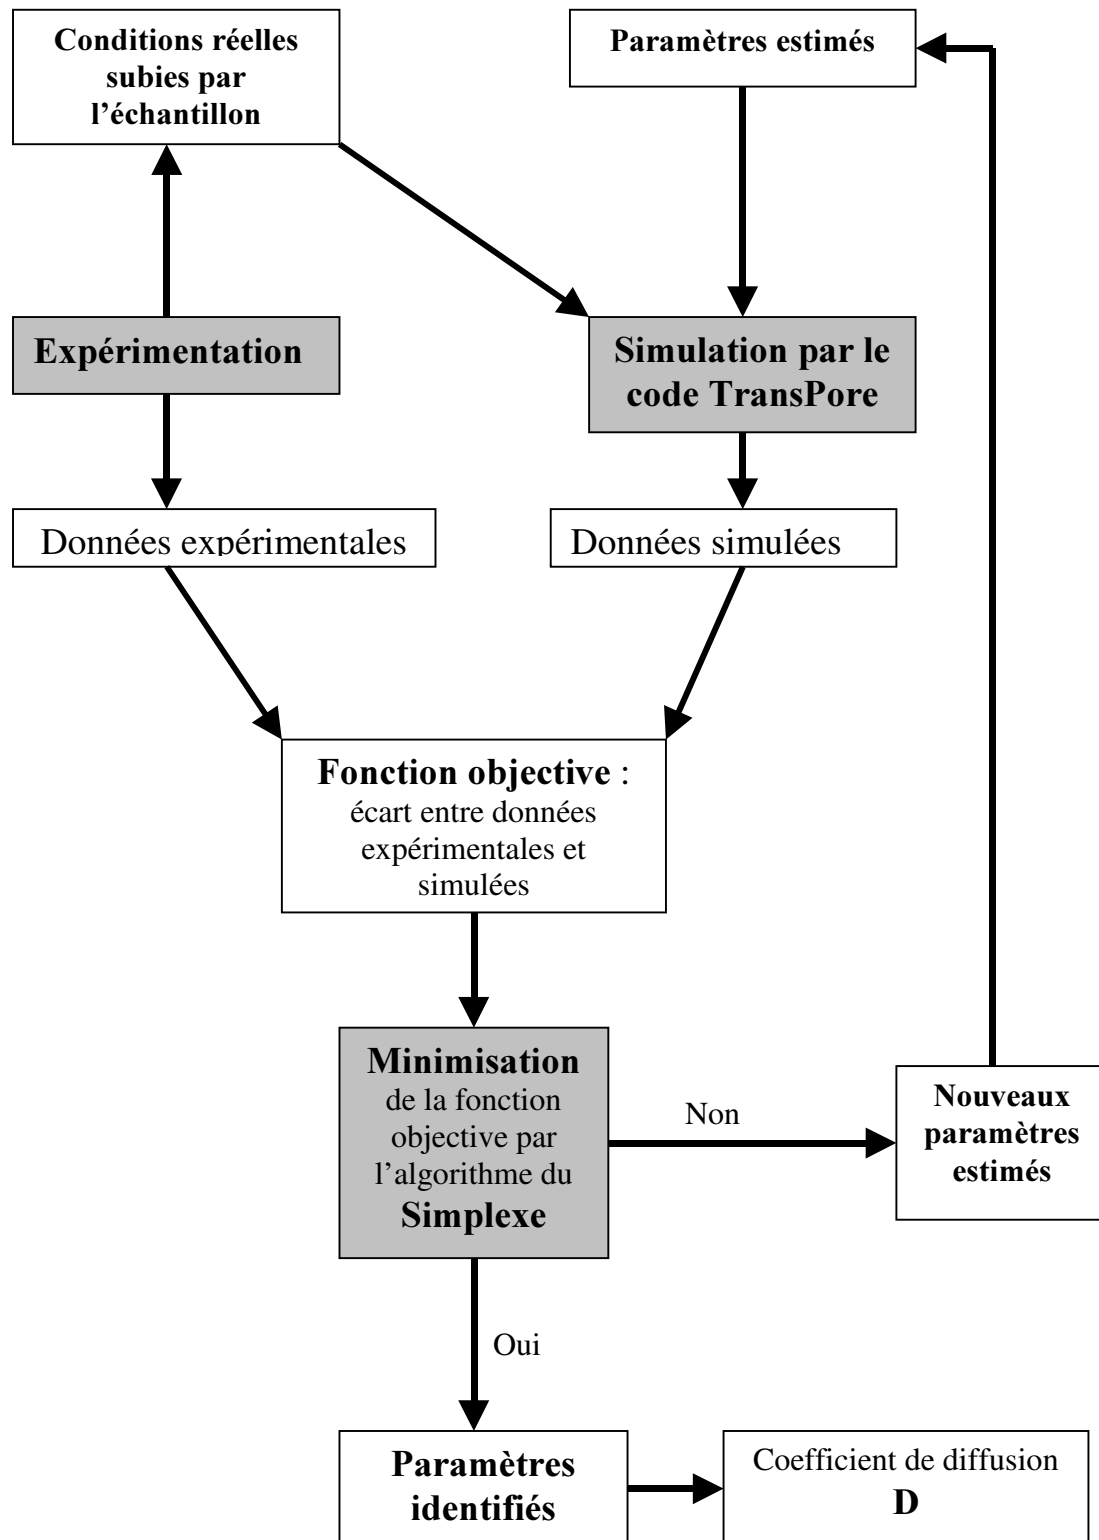 Conditions réelles
subies par
l’échantillon
Paramètres estimés
Expérimentation
Simulation par le
code TransPore
Données expérimentales
Données simulées
Fonction objective :
écart entre données
expérimentales et
simulées
Minimisation
de la fonction
objective par
l’algorithme du
Simplexe
Non
Nouveaux
paramètres
estimés
Oui
Paramètres
identifiés
Coefficient de diffusion
D